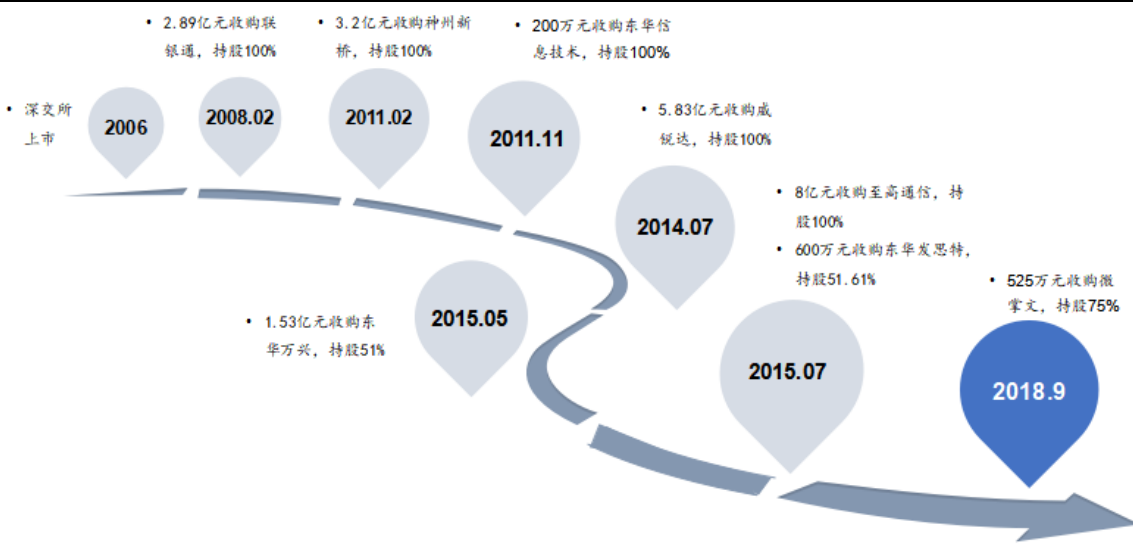 • 2.89亿元收购联
银通，持股100%
• 3.2亿元收购神州新
桥，持股100%
• 200万元收购东华信
息技术，持股100%
• 深交所
上市
2006
2008.02
2011.02
2011.11
• 5.83亿元收购威
锐达，持股100%
2014.07
• 8亿元收购至高通信，持
股100%
• 600万元收购东华发思特，
持股51.61%
• 1.53亿元收购东
华万兴，持股51%
2015.05
2015.07
• 525万元收购微
掌文，持股75%
2018.9